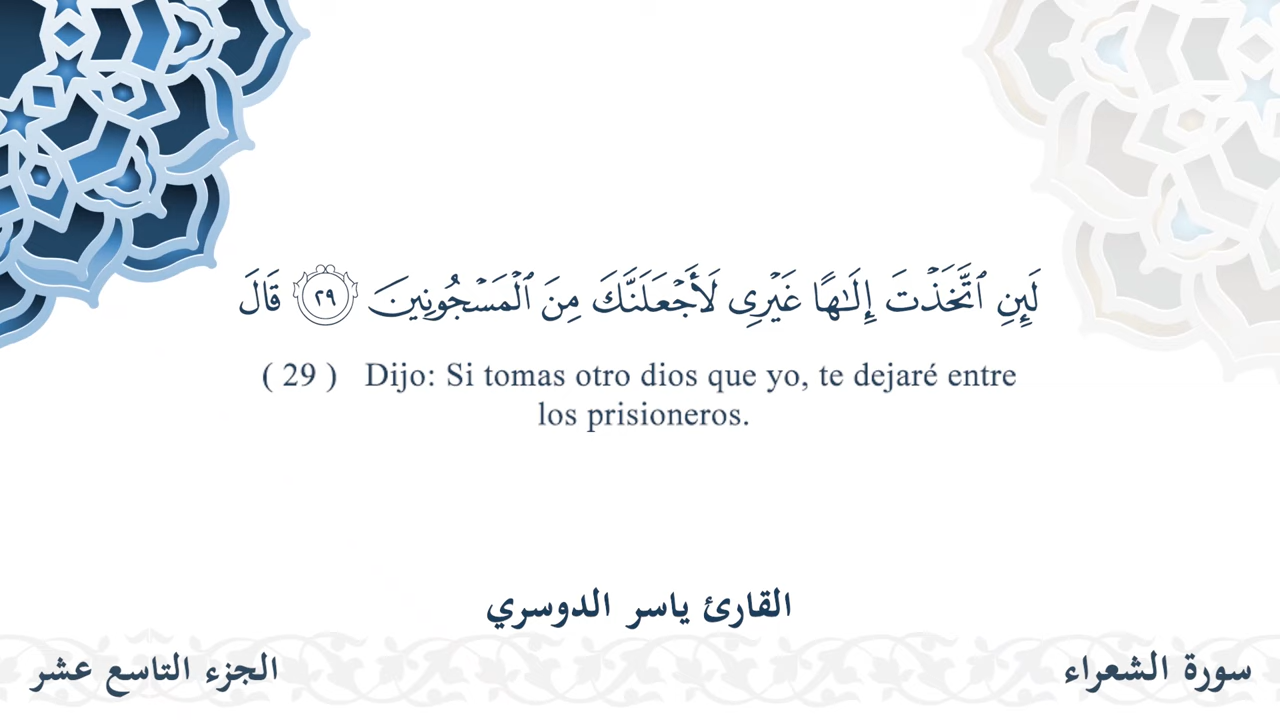 لَئِنِ ٱتَّخَذْتَ إِلَـٰهًا غَيْرِى لَأَجْعَلَنَّكَ مِنَ ٱلْمَسْجُونِينَ ٢٩ قَالَ
( 29 ) Dijo: Si tomas otro dios que yo, te dejaré entre
los prisioneros.
القارئ ياسر الدوسري
سورة الشعراء
الجزء التاسع عشر